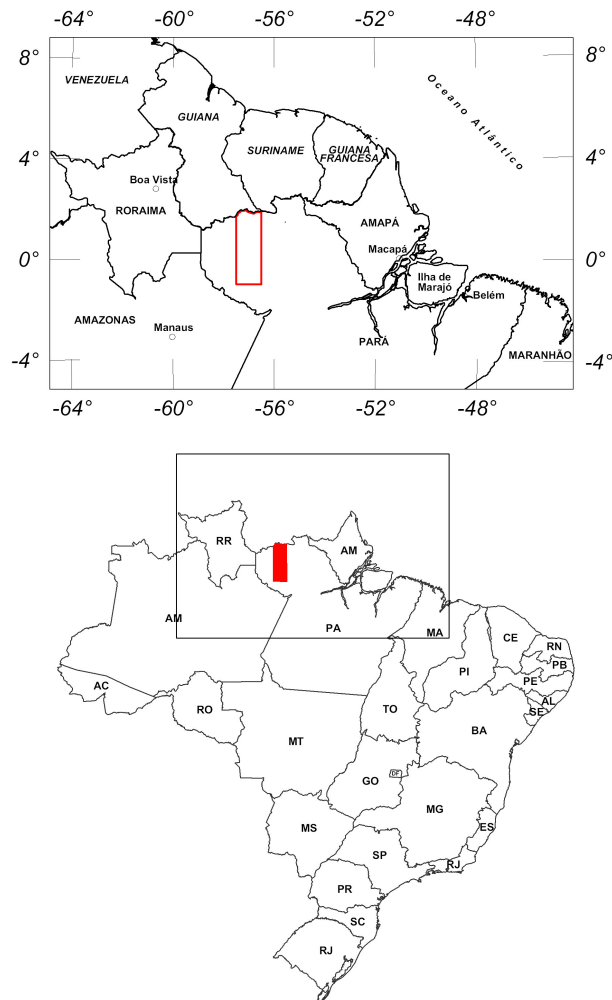 -64° -60° -56° -52° -48°
8° 8°
VENEZUELA
Oceano Atlântico
GUIANA
SURINAME
GUIANA
FRANCESA
4° 4°
Boa Vista
RORAIMA
AMAPÁ
Macapá
0° 0°
Ilha de
Marajó
Belém
AMAZONAS
Manaus
PARÁ
MARANHÃO
-4° -4°
-64° -60° -56° -52° -48°
RR
AM
AM
PA
MA
CE
RN
PB
PI
PE
AL
SE
AC
RO
TO
BA
MT
GO
DF
MG
MS
ES
SP
RJ
PR
SC
RJ